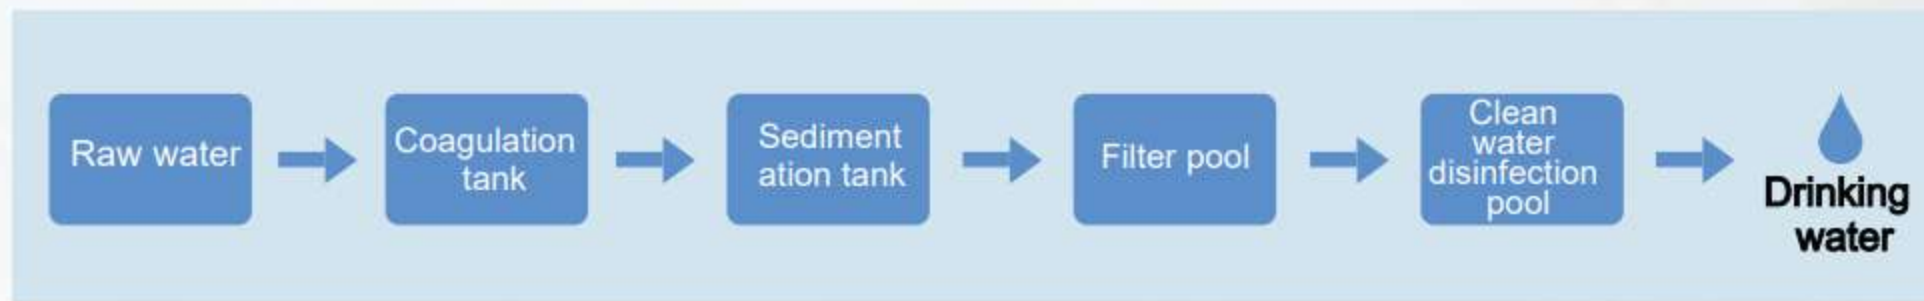 Raw water
Coagulation
tank
Sediment
ation tank
Filter pool
Clean
water
disinfection
pool
Drinking
water